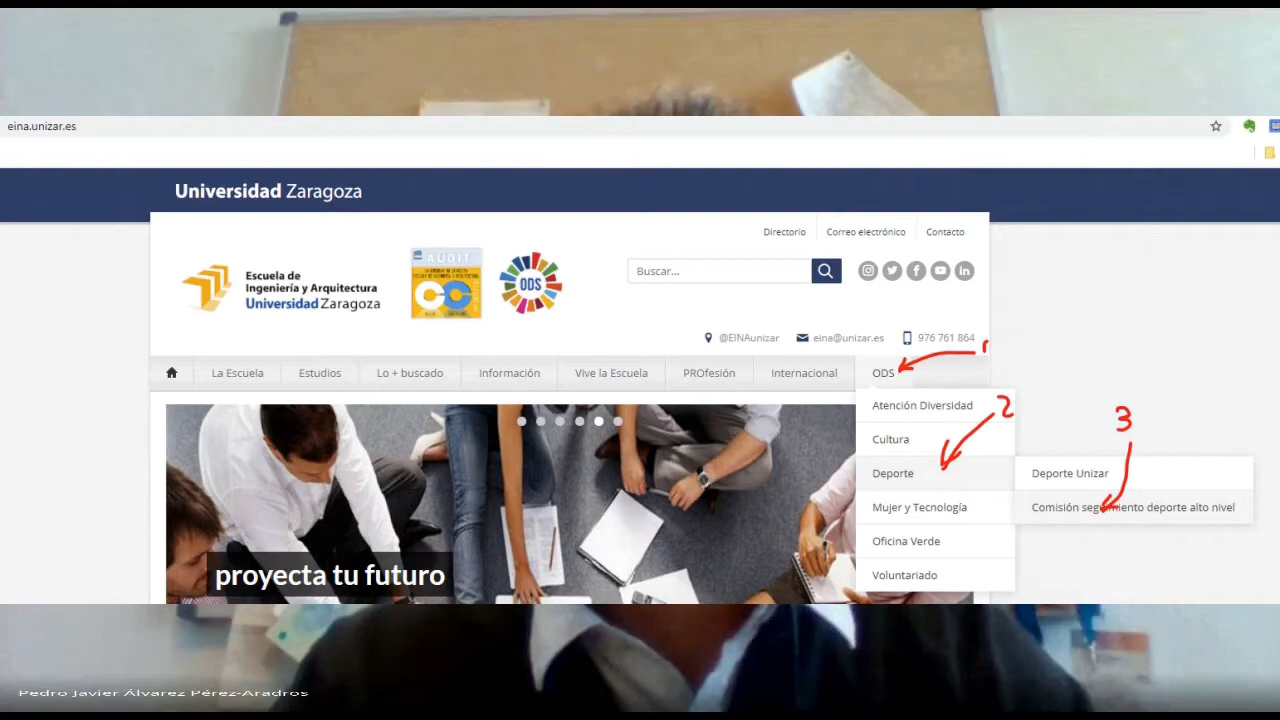 eina.unizar.es
Universidad Zaragoza
Directorio
Correo electrónico
Contacto
Escuela de
Ingeniería y Arquitectura
Universidad Zaragoza
AUDIT
ODS
Buscar...
@EINAunizar
eina@unizar.es
976 761 864
1
La Escuela
Estudios
Lo + buscado
Información
Vive la Escuela
PROfesión
Internacional
ODS
Atención Diversidad
2
3
Cultura
Deporte
Deporte Unizar
Mujer y Tecnología
Comisión seguimiento deporte alto nivel
Oficina Verde
Voluntariado
proyecta tu futuro
Pedro Javier Álvarez Pérez-Aradros